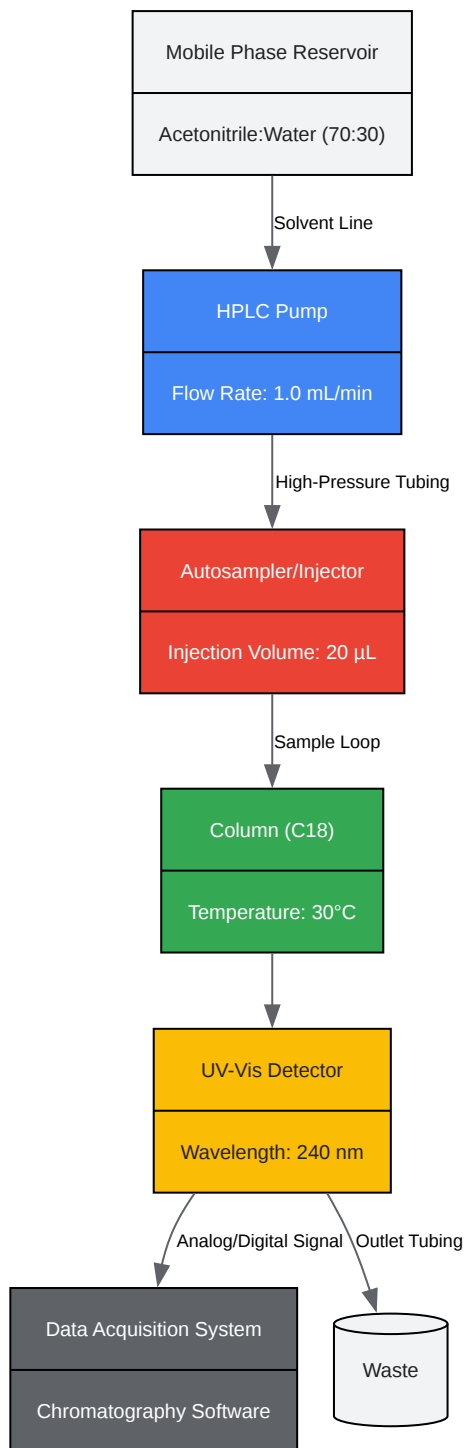 Mobile Phase Reservoir
Acetonitrile:Water (70:30)
Solvent Line
HPLC Pump
Flow Rate: 1.0 mL/min
High-Pressure Tubing
Autosampler/Injector
Injection Volume: 20 µL
Sample Loop
Column (C18)
Temperature: 30°C
UV-Vis Detector
Wavelength: 240 nm
Analog/Digital Signal
Outlet Tubing
Data Acquisition System
Chromatography Software
Waste